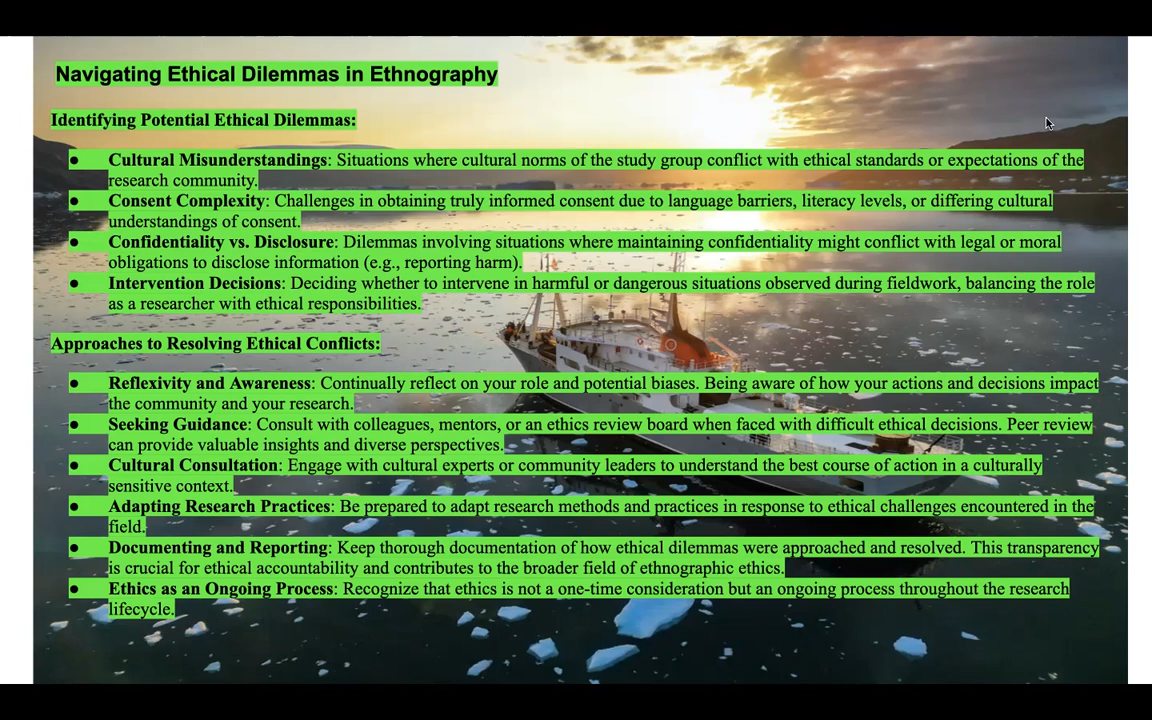 Navigating Ethical Dilemmas in Ethnography
Identifying Potential Ethical Dilemmas:
● Cultural Misunderstandings: Situations where cultural norms of the study group conflict with ethical standards or expectations of the
research community.
● Consent Complexity: Challenges in obtaining truly informed consent due to language barriers, literacy levels, or differing cultural
understandings of consent.
● Confidentiality vs. Disclosure: Dilemmas involving situations where maintaining confidentiality might conflict with legal or moral
obligations to disclose information (e.g., reporting harm).
● Intervention Decisions: Deciding whether to intervene in harmful or dangerous situations observed during fieldwork, balancing the role
as a researcher with ethical responsibilities.
Approaches to Resolving Ethical Conflicts:
● Reflexivity and Awareness: Continually reflect on your role and potential biases. Being aware of how your actions and decisions impact
the community and your research.
● Seeking Guidance: Consult with colleagues, mentors, or an ethics review board when faced with difficult ethical decisions. Peer review
can provide valuable insights and diverse perspectives.
● Cultural Consultation: Engage with cultural experts or community leaders to understand the best course of action in a culturally
sensitive context.
● Adapting Research Practices: Be prepared to adapt research methods and practices in response to ethical challenges encountered in the
field.
● Documenting and Reporting: Keep thorough documentation of how ethical dilemmas were approached and resolved. This transparency
is crucial for ethical accountability and contributes to the broader field of ethnographic ethics.
● Ethics as an Ongoing Process: Recognize that ethics is not a one-time consideration but an ongoing process throughout the research
lifecycle.